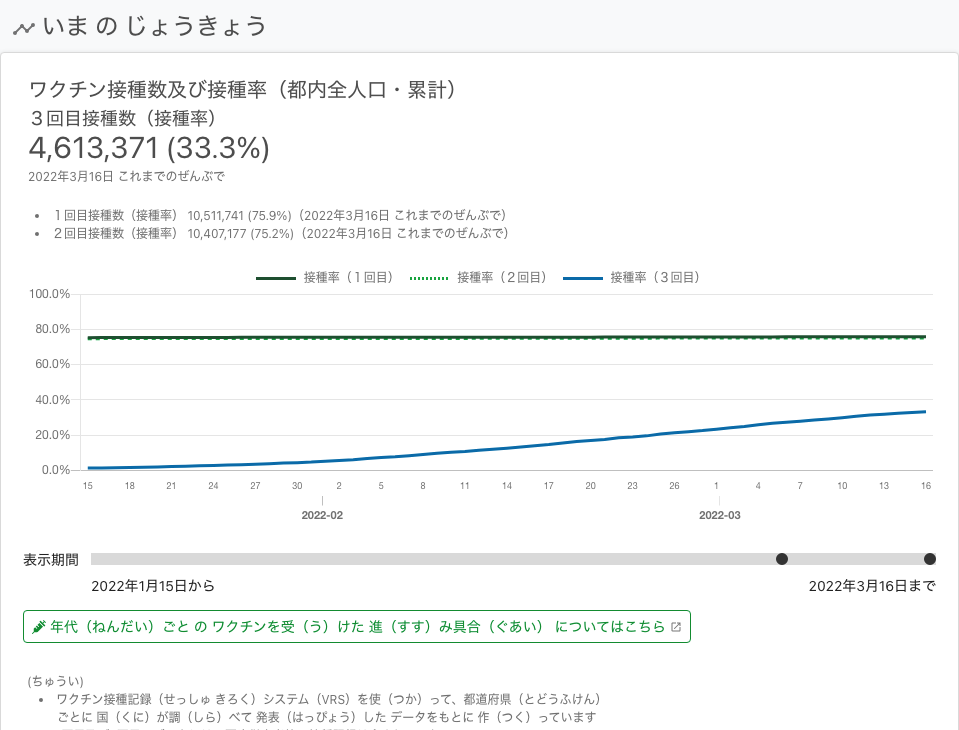 いま の じょうきょう
ワクチン接種数及び接種率（都内全人口・累計）
３回目接種数（接種率）
4,613,371 (33.3%)
2022年3月16日 これまでのぜんぶで
• １回目接種数（接種率） 10,511,741 (75.9%)（2022年3月16日 これまでのぜんぶで）
• ２回目接種数（接種率） 10,407,177 (75.2%)（2022年3月16日 これまでのぜんぶで）
接種率（１回目） 接種率（２回目） 接種率（３回目）
100.0%
80.0%
60.0%
40.0%
20.0%
0.0%
15 18 21 24 27 30 2 5 8 11 14 17 20 23 26 1 4 7 10 13 16
2022-02 2022-03
表示期間
2022年1月15日から 2022年3月16日まで
年代（ねんだい）ごと の ワクチンを受（う）けた 進（すす）み具合（ぐあい） についてはこちら
(ちゅうい)
• ワクチン接種記録（せっしゅ きろく）システム（VRS）を使（つか）って、都道府県（とどうふけん）
ごとに 国（くに）が調（しら）べて 発表（はっぴょう）した データをもとに 作（つく）っています